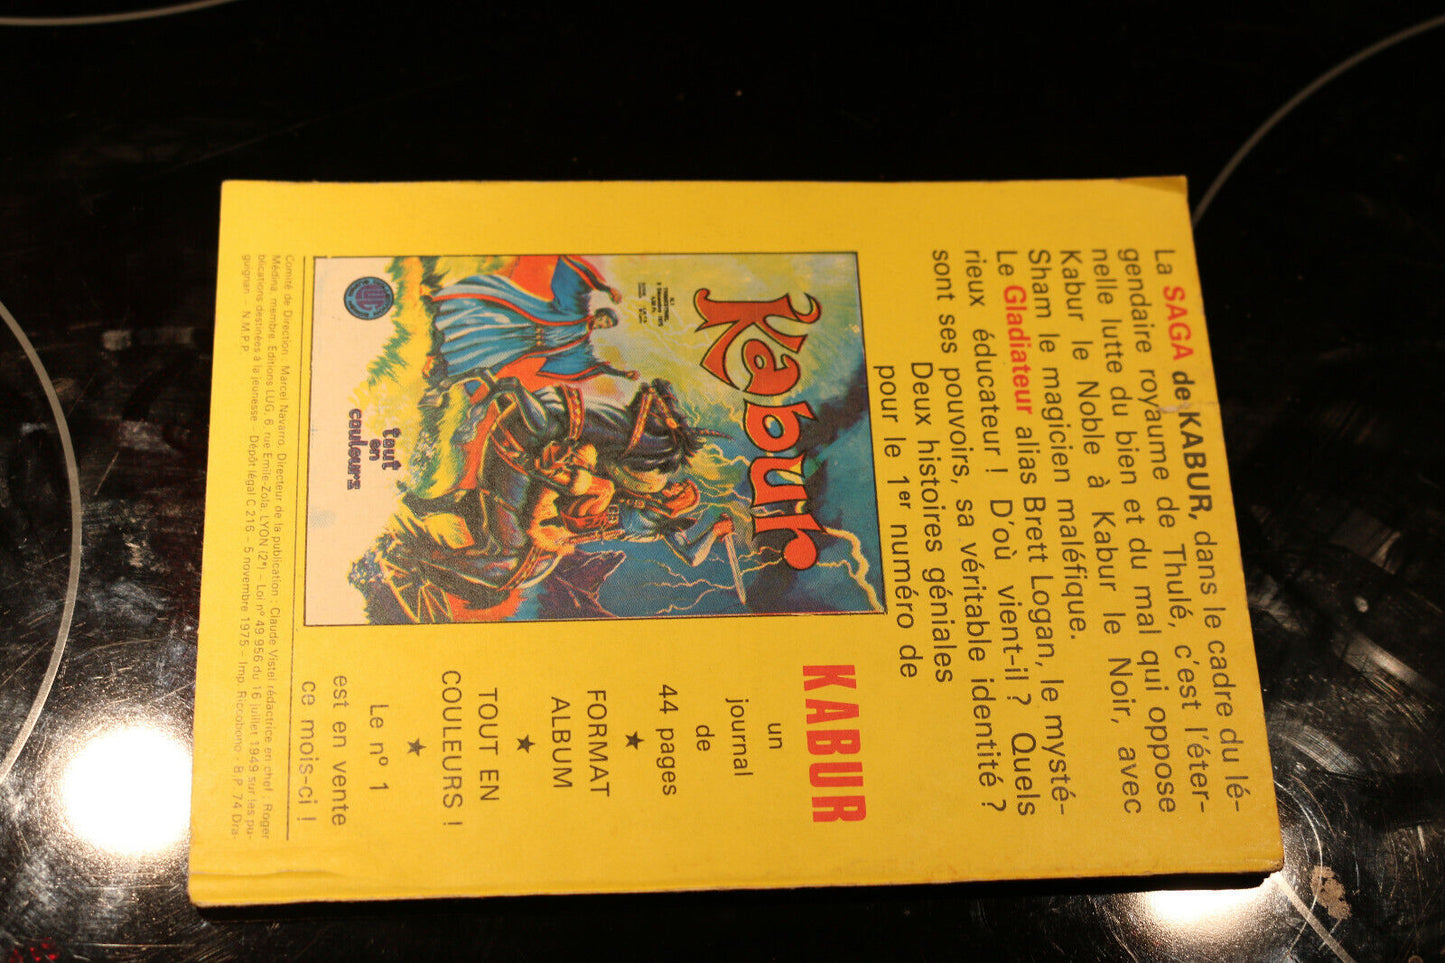 La SAGA de KABUR, dans le cadre du lé-
gendaire royaume de Thulé, c'est l'éter-
nelle lutte du bien et du mal qui oppose
Kabur le Noble à Kabur le Noir, avec
Sham le magicien maléfique.
Le Gladiateur alias Brett Logan, le mysté-
rieux éducateur ! D'où vient-il ? Quels
sont ses pouvoirs, sa véritable identité ?
Deux histoires géniales
pour le 1er numéro de
Kabur
tout
en
couleurs
KABUR
un
journal
de
44 pages
★
FORMAT
ALBUM
★
TOUT EN
COULEURS !
★
Le n° 1
est en vente
ce mois-ci !
Comité de Direction : Marcel Navarro, Directeur de la publication : Claude Vistel rédactrice en chef : Roger
Médina membre. Editions LUG, 6, rue Emile-Zola, LYON (2e) – Loi n° 49 956 du 16 juillet 1949 sur les pu-
blications destinées à la jeunesse – Dépôt légal C 216 – 5 novembre 1975 – Imp. Riccobono - B.P. 74 Dra-
guignan - N.M.P.P.